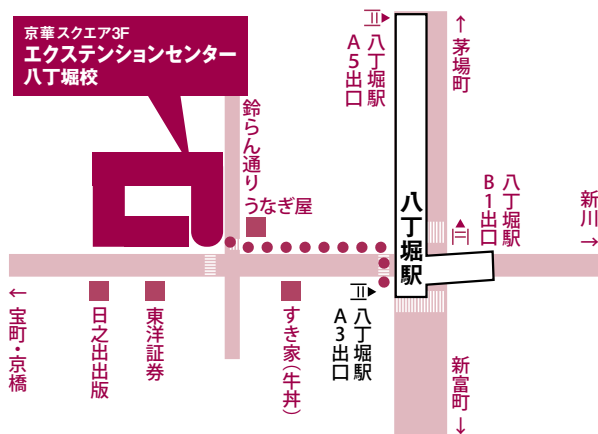 京華スクエア3F
エクステンションセンター
八丁堀校
八丁堀駅
A5出口
↑茅場町
鈴らん通り
うなぎ屋
八丁堀駅
八丁堀駅
B1出口
新川→
←宝町・京橋
日之出出版
東洋証券
すき家(牛丼)
八丁堀駅
A3出口
新富町↓